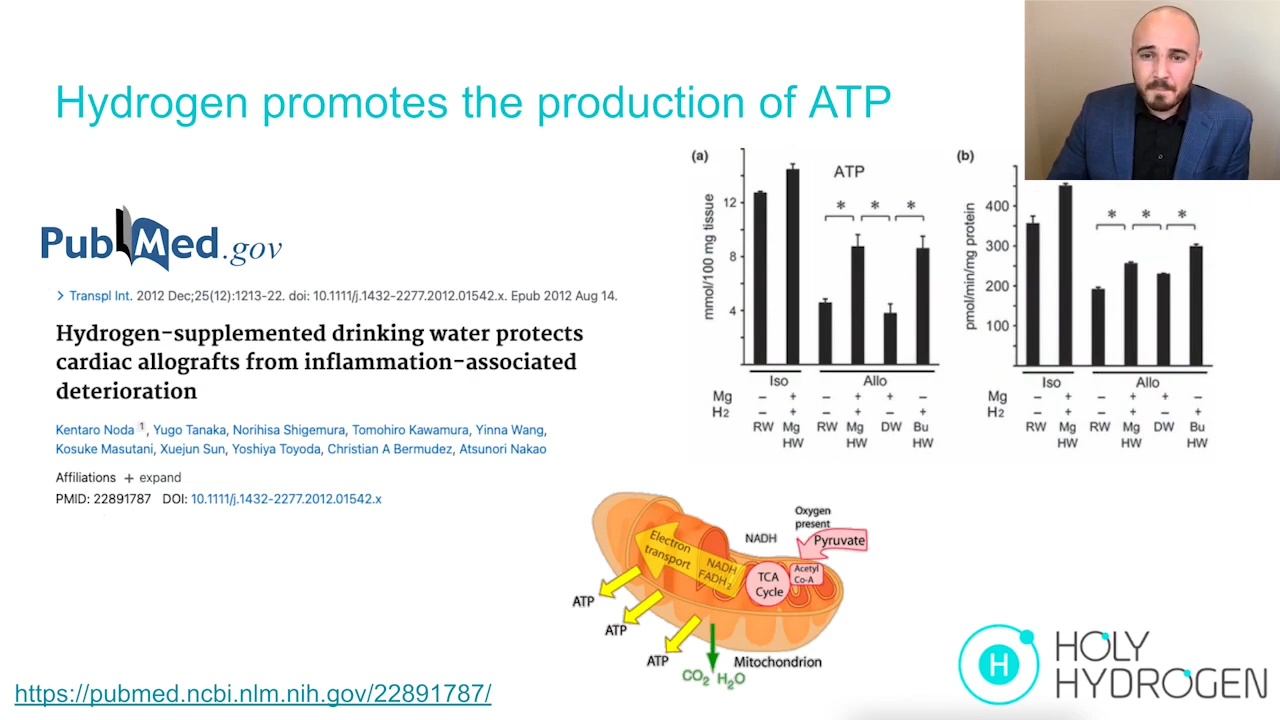 Hydrogen promotes the production of ATP
PubMed.gov
Transpl Int. 2012 Dec;25(12):1213-22. doi: 10.1111/j.1432-2277.2012.01542.x. Epub 2012 Aug 14.
Hydrogen-supplemented drinking water protects
cardiac allografts from inflammation-associated
deterioration
Kentaro Noda 1, Yugo Tanaka, Norihisa Shigemura, Tomohiro Kawamura, Yinna Wang,
Kosuke Masutani, Xuejun Sun, Yoshiya Toyoda, Christian A Bermudez, Atsunori Nakao
Affiliations + expand
PMID: 22891787 DOI: 10.1111/j.1432-2277.2012.01542.x
(a)
ATP
mmol/100 mg tissue
12
8
4
* * *
Iso Allo
Mg – + – + + –
H₂ – + – + – +
RW Mg HW RW Mg HW DW Bu HW
(b)
pmol/min/mg protein
400
300
200
100
* * *
Iso Allo
Mg – + – + + –
H₂ – + – + – +
RW Mg HW RW Mg HW DW Bu HW
Oxygen
present
Pyruvate
NADH
Electron
transport
NADH
FADH₂
TCA
Cycle
Acetyl
Co-A
ATP
ATP
ATP
CO₂ H₂O
Mitochondrion
H
HOLY
HYDROGEN
https://pubmed.ncbi.nlm.nih.gov/22891787/